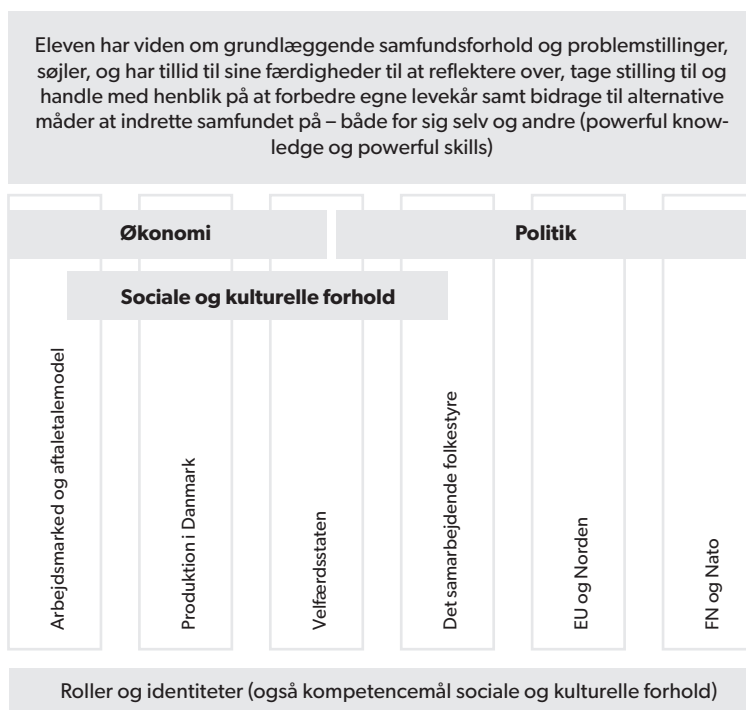 Eleven har viden om grundlæggende samfundsforhold og problemstillinger,
søjler, og har tillid til sine færdigheder til at reflektere over, tage stilling til og
handle med henblik på at forbedre egne levekår samt bidrage til alternative
måder at indrette samfundet på – både for sig selv og andre (powerful know-
ledge og powerful skills)
Økonomi
Politik
Sociale og kulturelle forhold
Arbejdsmarked og aftaletalemodel
Produktion i Danmark
Velfærdsstaten
Det samarbejdende folkestyre
EU og Norden
FN og Nato
Roller og identiteter (også kompetencemål sociale og kulturelle forhold)